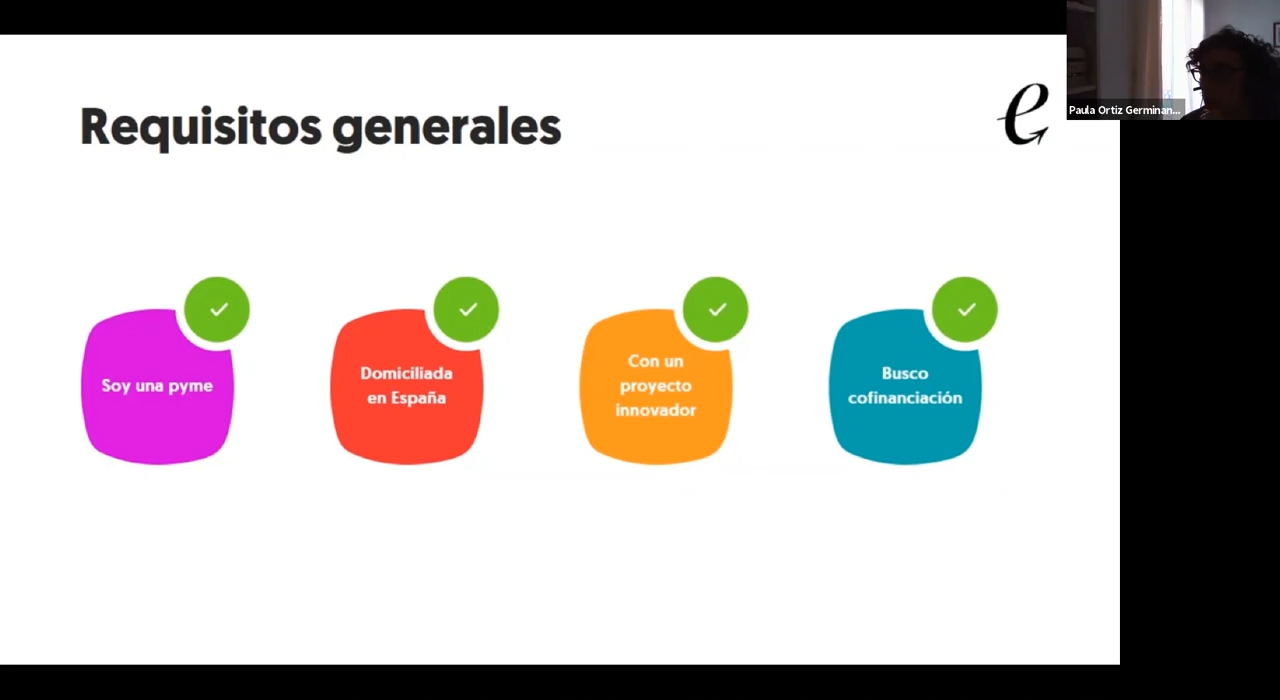 Requisitos generales
e
Paula Ortiz Germinan...
Soy una pyme
Domiciliada
en España
Con un
proyecto
innovador
Busco
cofinanciación